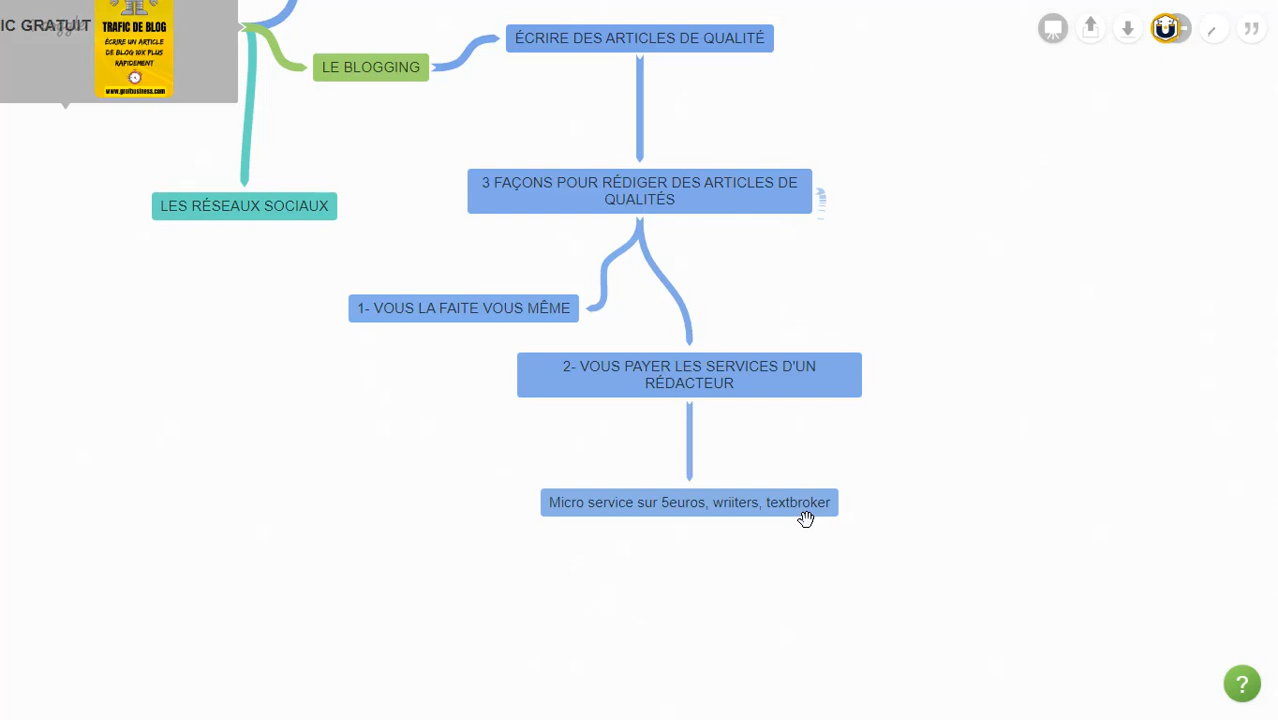 IC GRATUIT
TRAFIC DE BLOG
ÉCRIRE UN ARTICLE
DE BLOG 10X PLUS
RAPIDEMENT
LE BLOGGING
ÉCRIRE DES ARTICLES DE QUALITÉ
LES RÉSEAUX SOCIAUX
3 FAÇONS POUR RÉDIGER DES ARTICLES DE
QUALITÉS
1- VOUS LA FAITE VOUS MÊME
2- VOUS PAYER LES SERVICES D'UN
RÉDACTEUR
Micro service sur 5euros, wriiters, textbroker
?